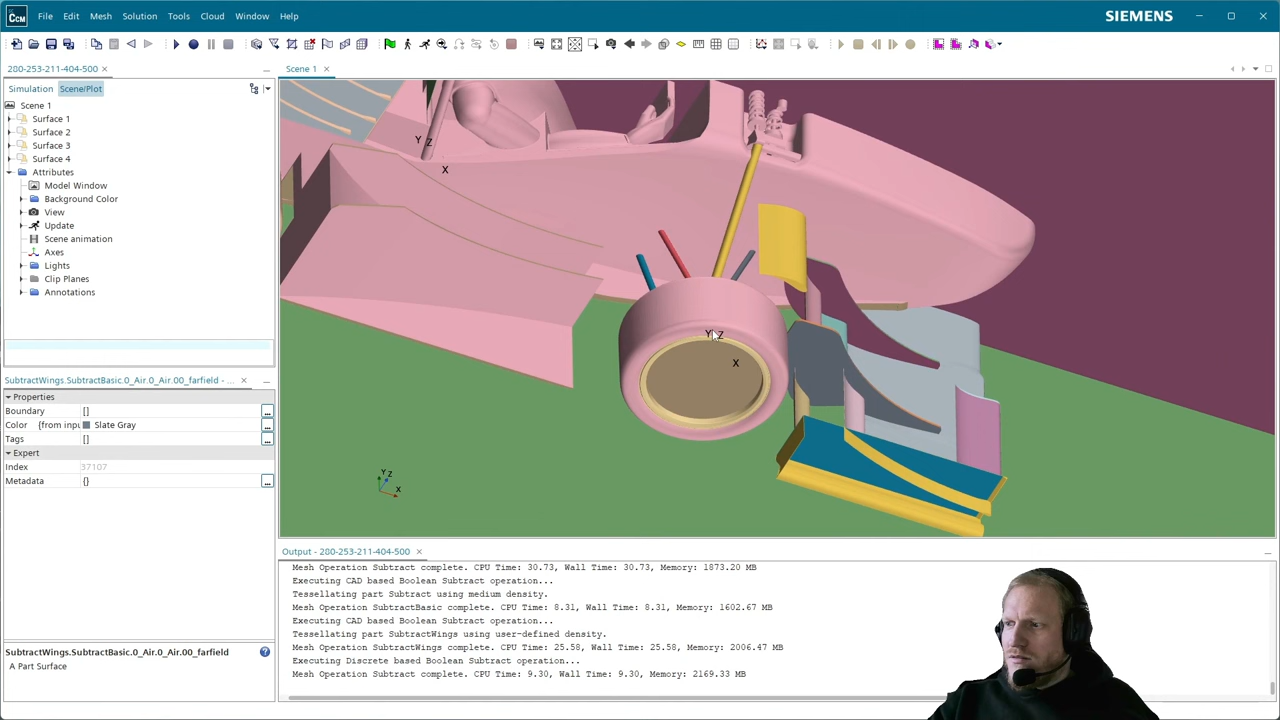 CCM File Edit Mesh Solution Tools Cloud Window Help SIEMENS
280-253-211-404-500
Scene 1
Simulation Scene/Plot
Scene 1
Surface 1
Surface 2
Surface 3
Surface 4
Attributes
Model Window
Background Color
View
Update
Scene animation
Axes
Lights
Clip Planes
Annotations
Y Z
X
Y Z
X
Y Z
X
SubtractWings.SubtractBasic.0_Air.0_Air.00_farfield - ...
Properties
Boundary []
Color {from inpu Slate Gray
Tags []
Expert
Index 37107
Metadata {}
SubtractWings.SubtractBasic.0_Air.0_Air.00_farfield
A Part Surface
Output - 280-253-211-404-500
Mesh Operation Subtract complete. CPU Time: 30.73, Wall Time: 30.73, Memory: 1873.20 MB
Executing CAD based Boolean Subtract operation...
Tessellating part Subtract using medium density.
Mesh Operation SubtractBasic complete. CPU Time: 8.31, Wall Time: 8.31, Memory: 1602.67 MB
Executing CAD based Boolean Subtract operation...
Tessellating part SubtractWings using user-defined density.
Mesh Operation SubtractWings complete. CPU Time: 25.58, Wall Time: 25.58, Memory: 2006.47 MB
Executing Discrete based Boolean Subtract operation...
Mesh Operation Subtract complete. CPU Time: 9.30, Wall Time: 9.30, Memory: 2169.33 MB